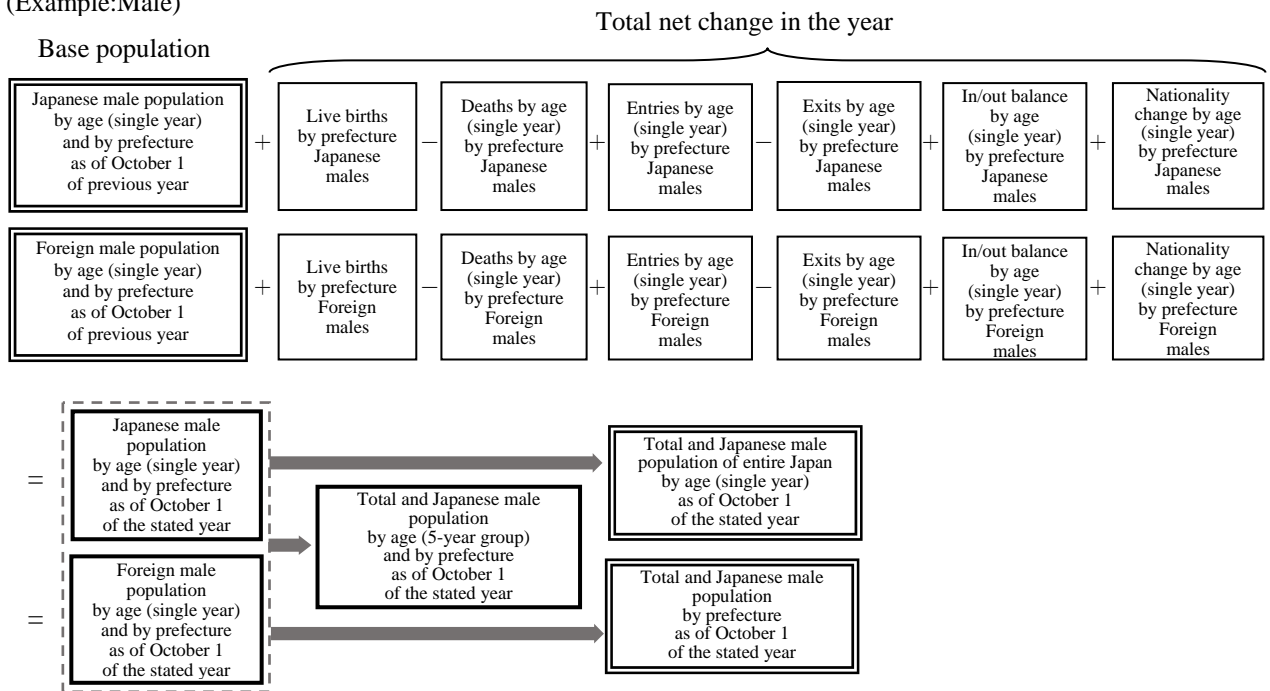 (Example:Male)
Total net change in the year
Base population
Japanese male population
by age (single year)
and by prefecture
as of October 1
of previous year
+
Live births
by prefecture
Japanese
males
−
Deaths by age
(single year)
by prefecture
Japanese
males
+
Entries by age
(single year)
by prefecture
Japanese
males
−
Exits by age
(single year)
by prefecture
Japanese
males
+
In/out balance
by age
(single year)
by prefecture
Japanese
males
+
Nationality
change by age
(single year)
by prefecture
Japanese
males
Foreign male population
by age (single year)
and by prefecture
as of October 1
of previous year
+
Live births
by prefecture
Foreign
males
−
Deaths by age
(single year)
by prefecture
Foreign
males
+
Entries by age
(single year)
by prefecture
Foreign
males
−
Exits by age
(single year)
by prefecture
Foreign
males
+
In/out balance
by age
(single year)
by prefecture
Foreign
males
+
Nationality
change by age
(single year)
by prefecture
Foreign
males
=
Japanese male
population
by age (single year)
and by prefecture
as of October 1
of the stated year
=
Foreign male
population
by age (single year)
and by prefecture
as of October 1
of the stated year
Total and Japanese male
population
by age (5-year group)
and by prefecture
as of October 1
of the stated year
Total and Japanese male
population of entire Japan
by age (single year)
as of October 1
of the stated year
Total and Japanese male
population
by prefecture
as of October 1
of the stated year